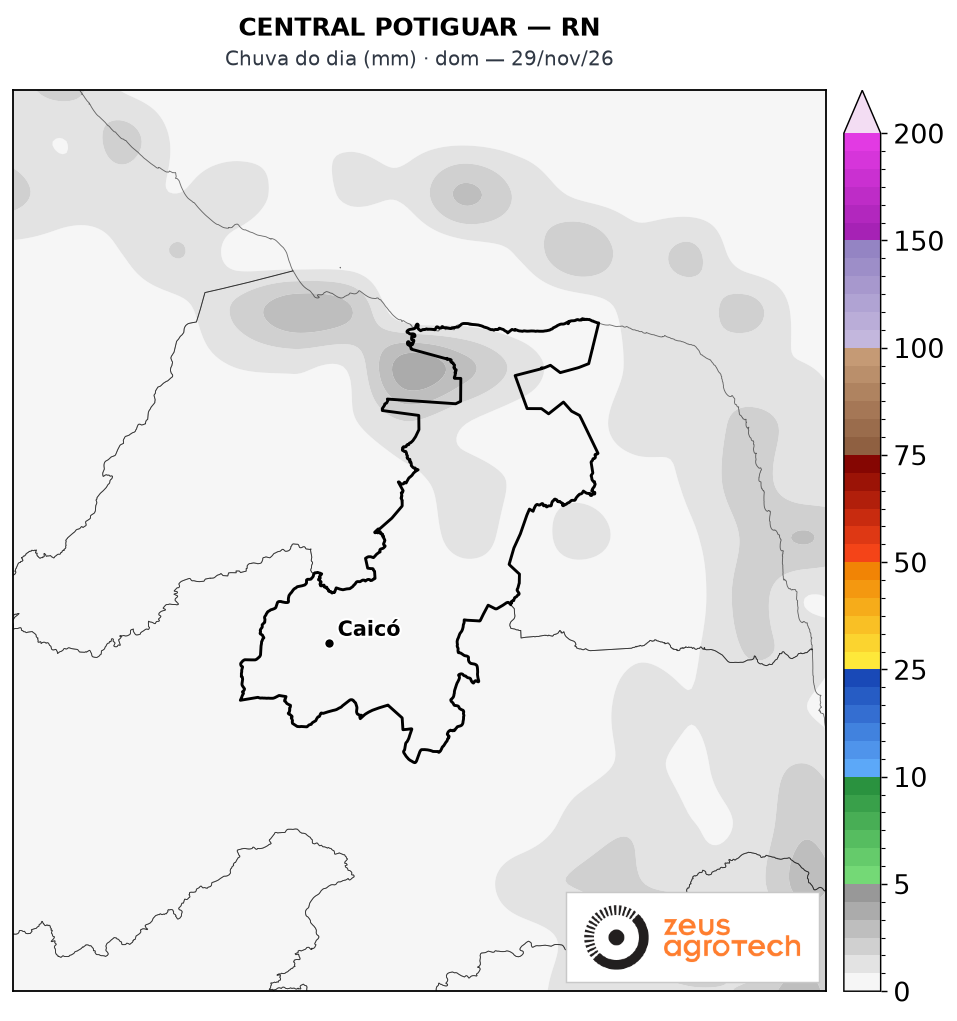 CENTRAL POTIGUAR — RN
Chuva do dia (mm) · dom — 29/nov/26
200
150
100
75
50
25
10
5
0
Caicó
zeus
agrotech